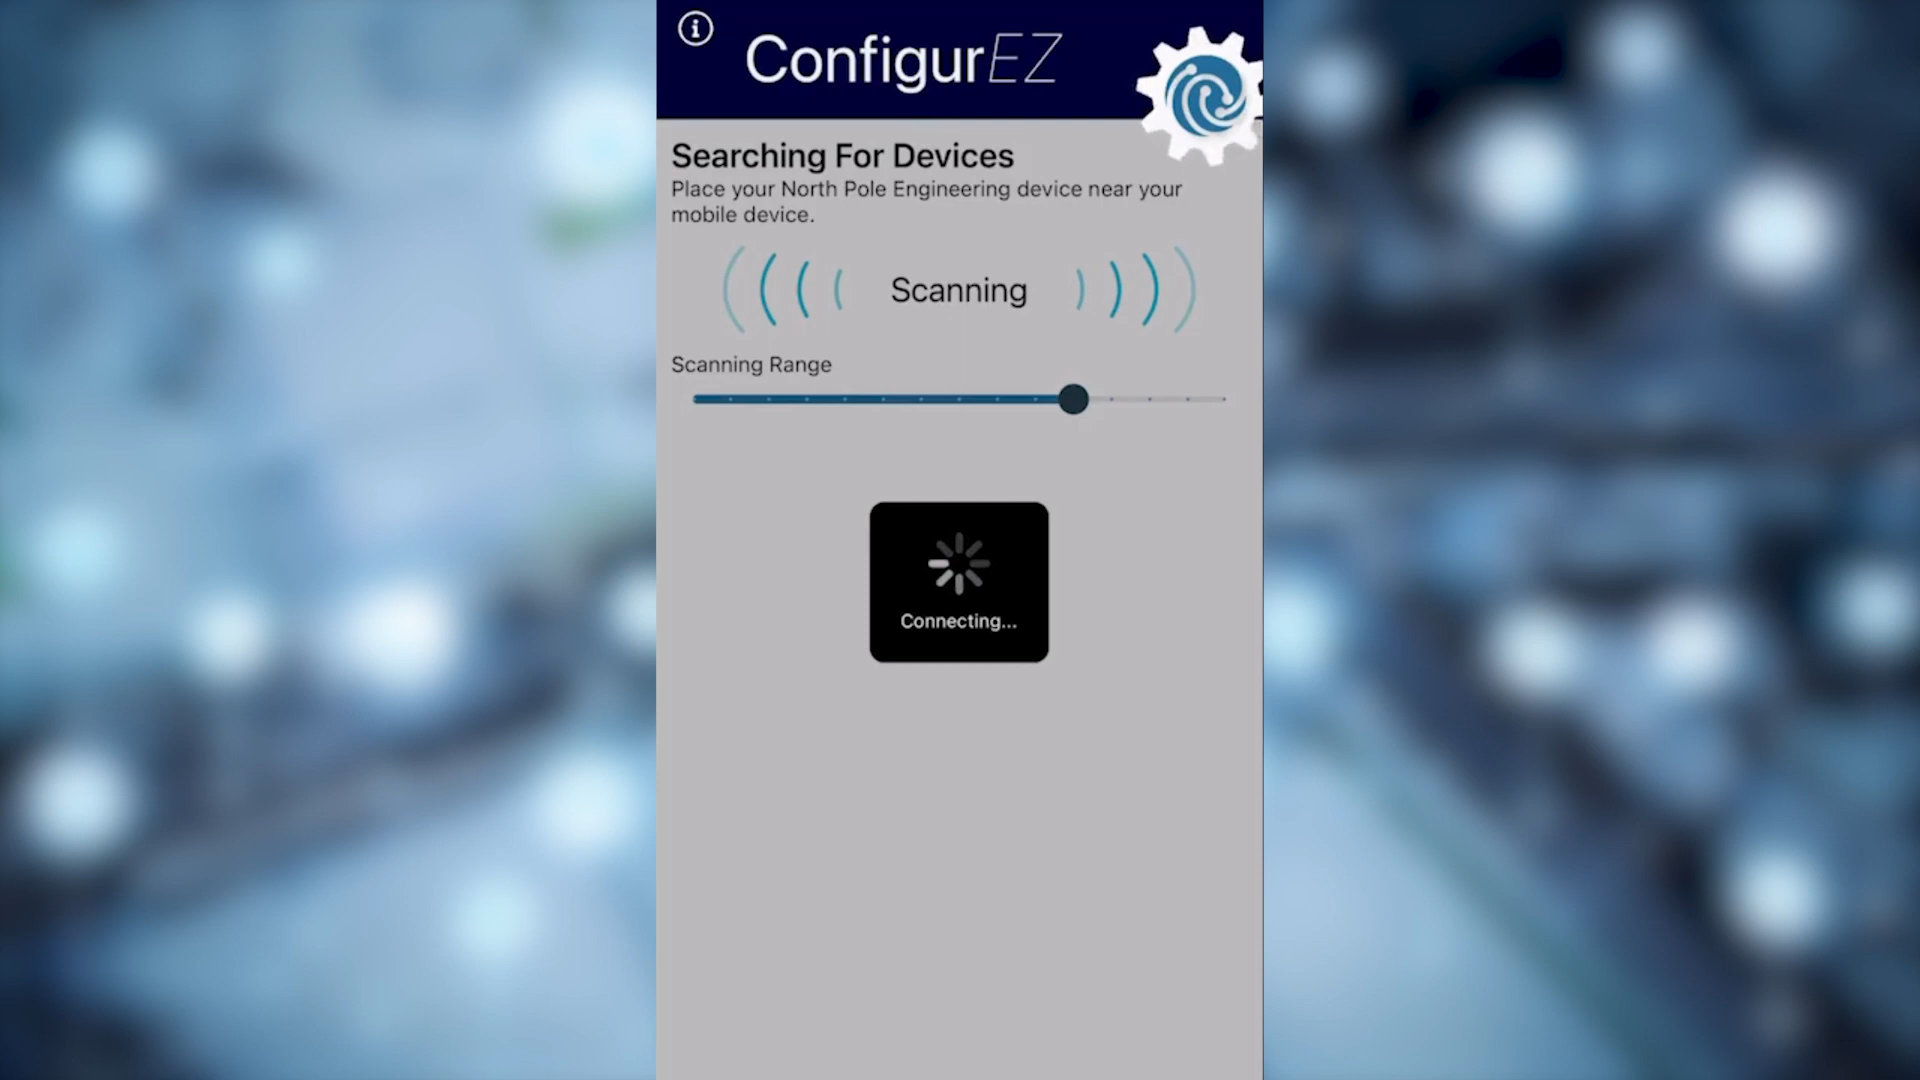 ConfigurEZ
Searching For Devices
Place your North Pole Engineering device near your
mobile device.
Scanning
Scanning Range
Connecting...